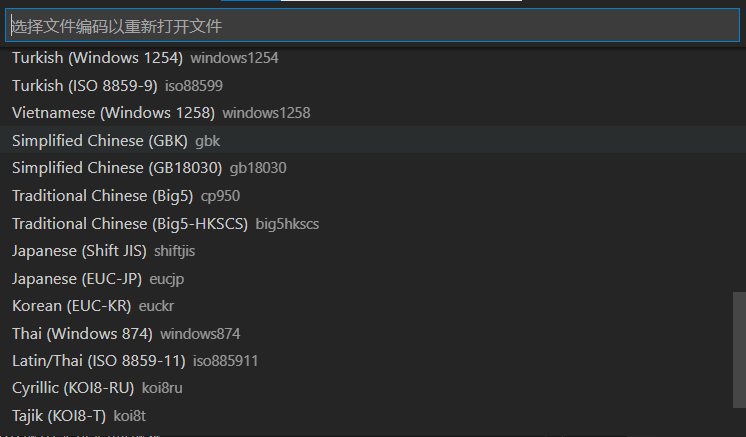 选择文件编码以重新打开文件
Turkish (Windows 1254) windows1254
Turkish (ISO 8859-9) iso88599
Vietnamese (Windows 1258) windows1258
Simplified Chinese (GBK) gbk
Simplified Chinese (GB18030) gb18030
Traditional Chinese (Big5) cp950
Traditional Chinese (Big5-HKSCS) big5hkscs
Japanese (Shift JIS) shiftjis
Japanese (EUC-JP) eucjp
Korean (EUC-KR) euckr
Thai (Windows 874) windows874
Latin/Thai (ISO 8859-11) iso885911
Cyrillic (KOI8-RU) koi8ru
Tajik (KOI8-T) koi8t